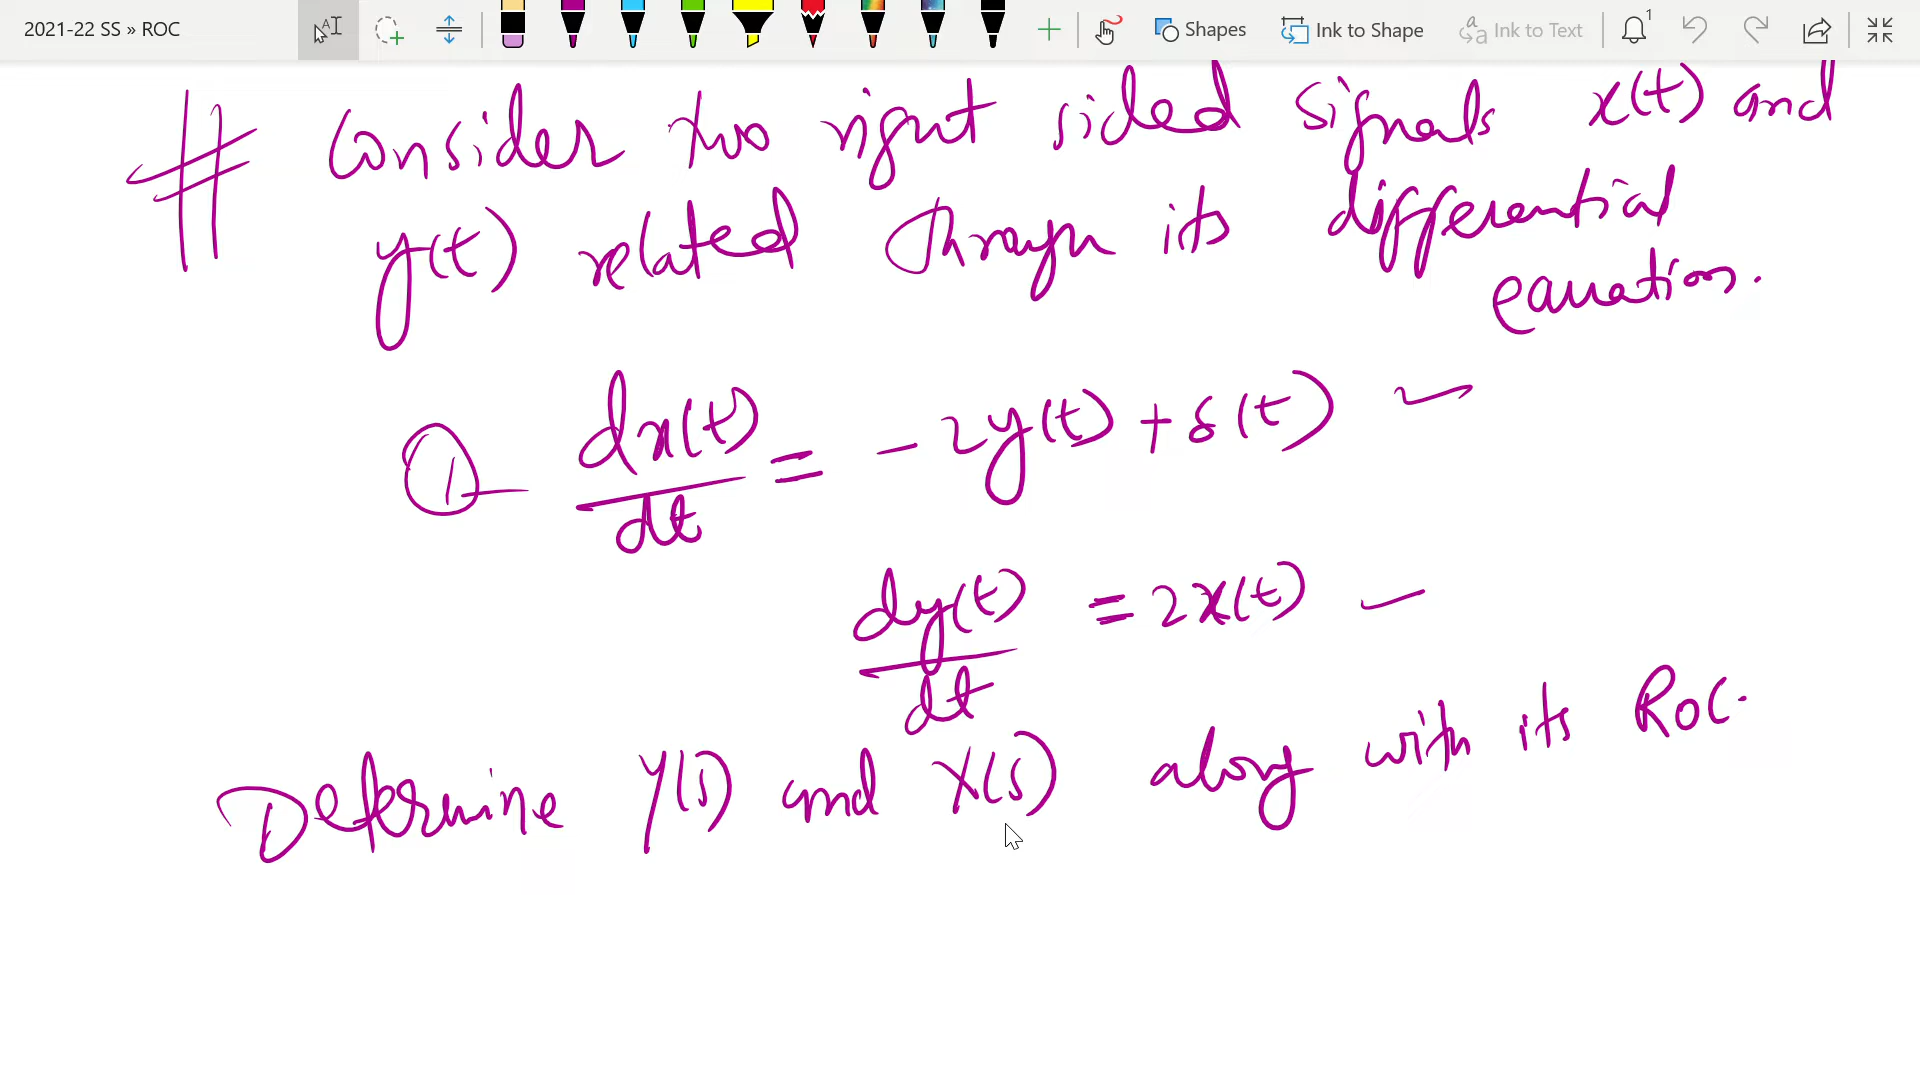 2021-22 SS » ROC
Shapes
Ink to Shape
Ink to Text
1
# Consider two right sided signals x(t) and
y(t) related through its differential
equation.
① dx(t)/dt = -2y(t) + δ(t)
dy(t)/dt = 2x(t)
Determine Y(s) and X(s) along with its ROC.